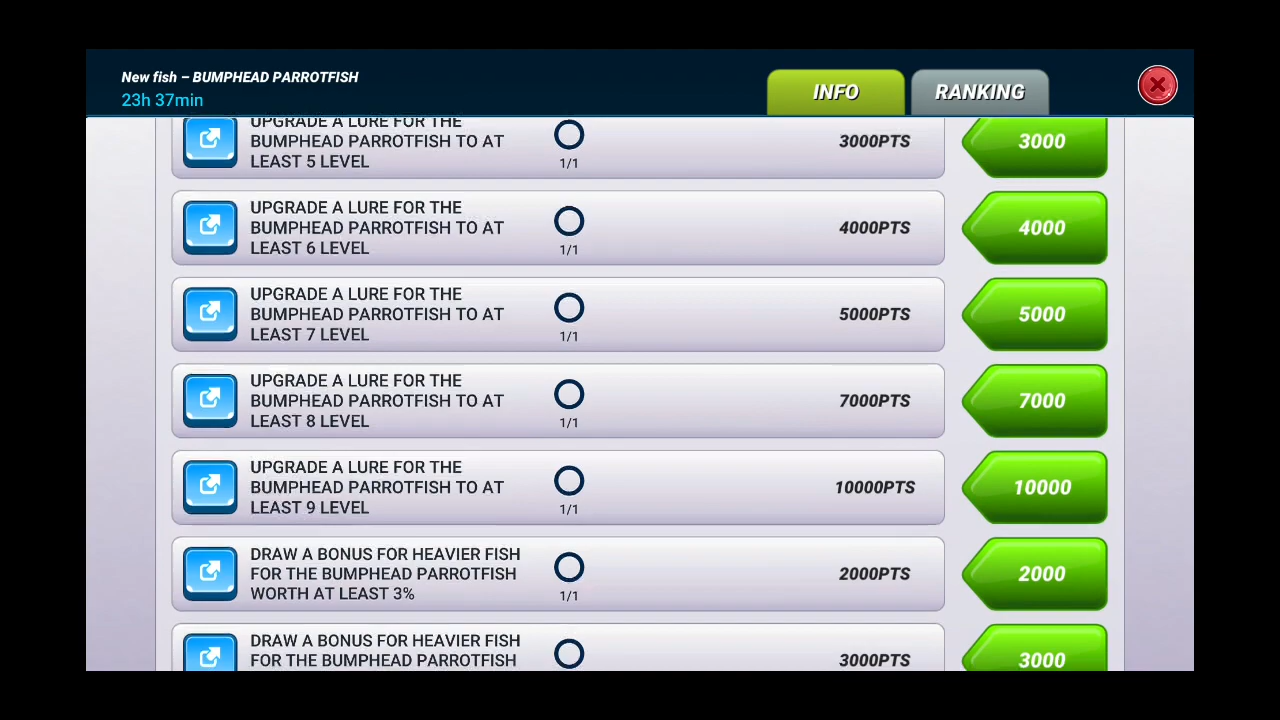 New fish – BUMPHEAD PARROTFISH
23h 37min
INFO
RANKING
UPGRADE A LURE FOR THE
BUMPHEAD PARROTFISH TO AT
LEAST 5 LEVEL
1/1
3000PTS
3000
UPGRADE A LURE FOR THE
BUMPHEAD PARROTFISH TO AT
LEAST 6 LEVEL
1/1
4000PTS
4000
UPGRADE A LURE FOR THE
BUMPHEAD PARROTFISH TO AT
LEAST 7 LEVEL
1/1
5000PTS
5000
UPGRADE A LURE FOR THE
BUMPHEAD PARROTFISH TO AT
LEAST 8 LEVEL
1/1
7000PTS
7000
UPGRADE A LURE FOR THE
BUMPHEAD PARROTFISH TO AT
LEAST 9 LEVEL
1/1
10000PTS
10000
DRAW A BONUS FOR HEAVIER FISH
FOR THE BUMPHEAD PARROTFISH
WORTH AT LEAST 3%
1/1
2000PTS
2000
DRAW A BONUS FOR HEAVIER FISH
FOR THE BUMPHEAD PARROTFISH
3000PTS
3000